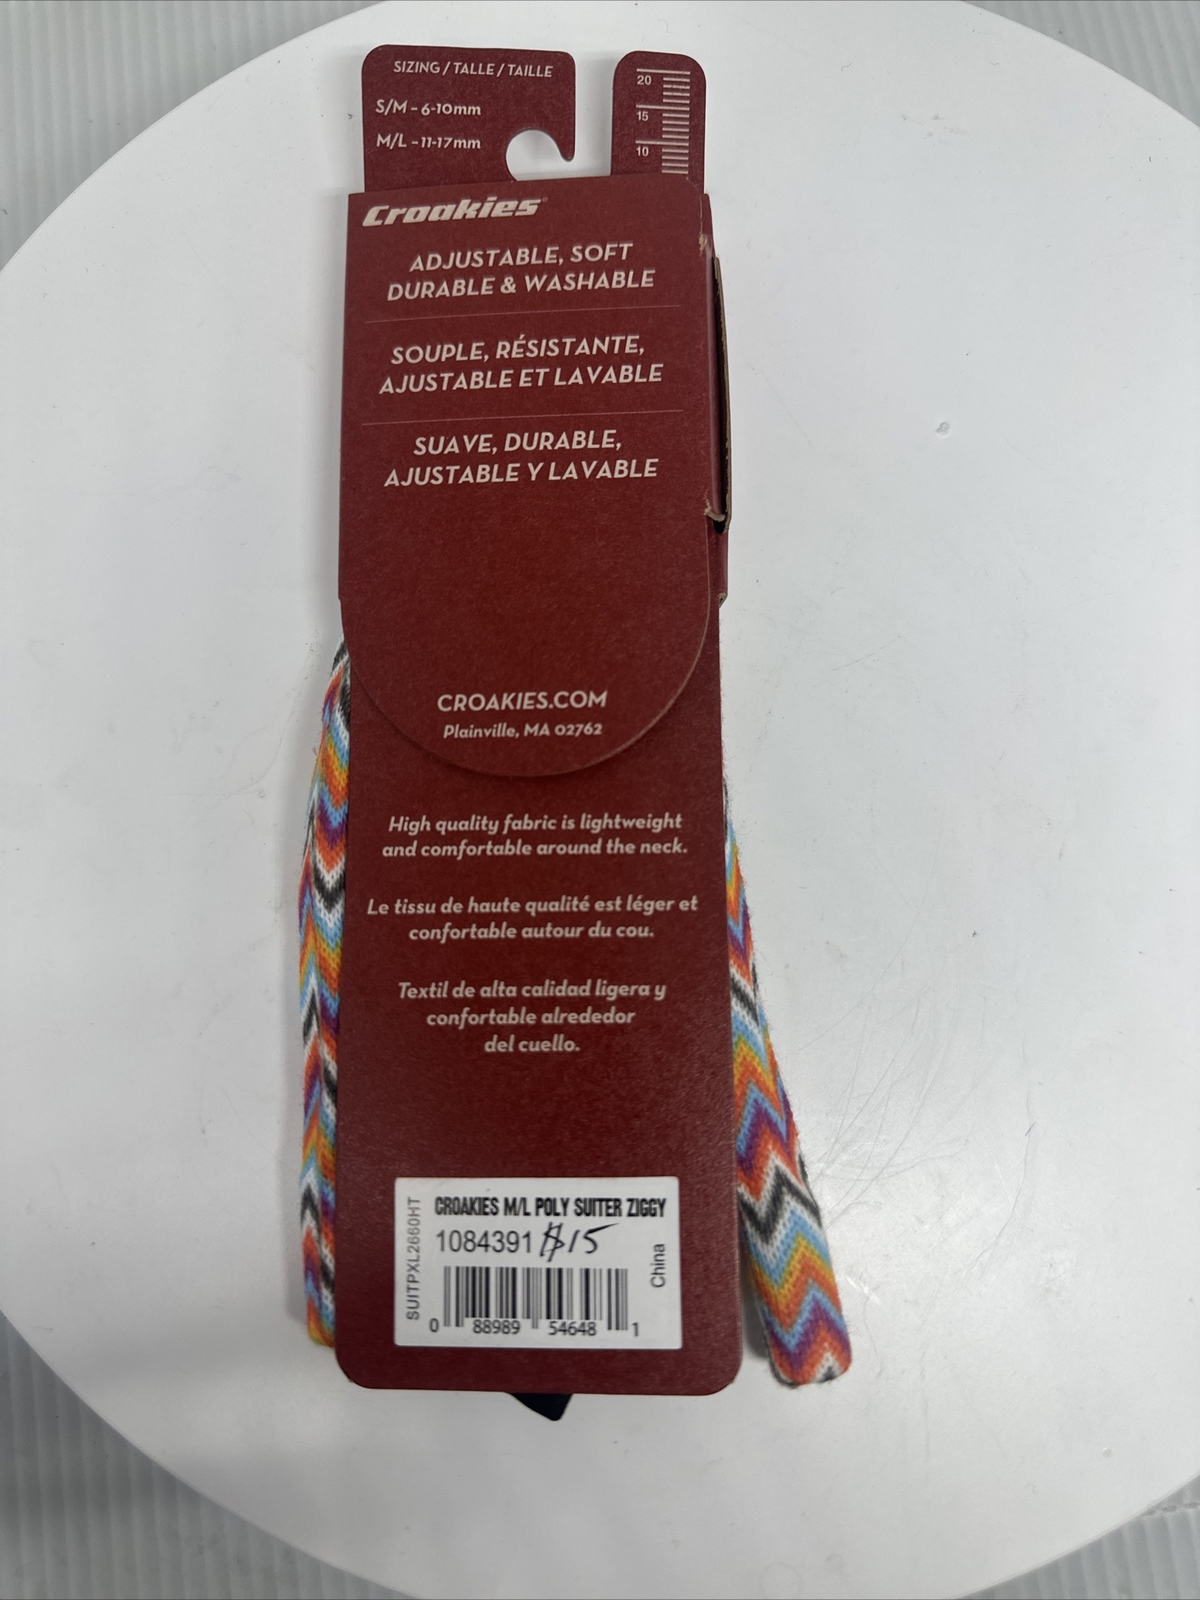 SIZING / TALLE / TAILLE
S/M - 6-10mm
M/L - 11-17mm
20
15
10
Croakies
ADJUSTABLE, SOFT
DURABLE & WASHABLE
SOUPLE, RÉSISTANTE,
AJUSTABLE ET LAVABLE
SUAVE, DURABLE,
AJUSTABLE Y LAVABLE
CROAKIES.COM
Plainville, MA 02762
High quality fabric is lightweight
and comfortable around the neck.
Le tissu de haute qualité est léger et
confortable autour du cou.
Textil de alta calidad ligera y
confortable alrededor
del cuello.
SUITPXL2660HT
CROAKIES M/L POLY SUITER ZIGGY
1084391 $15
China
0 88989 54648 1